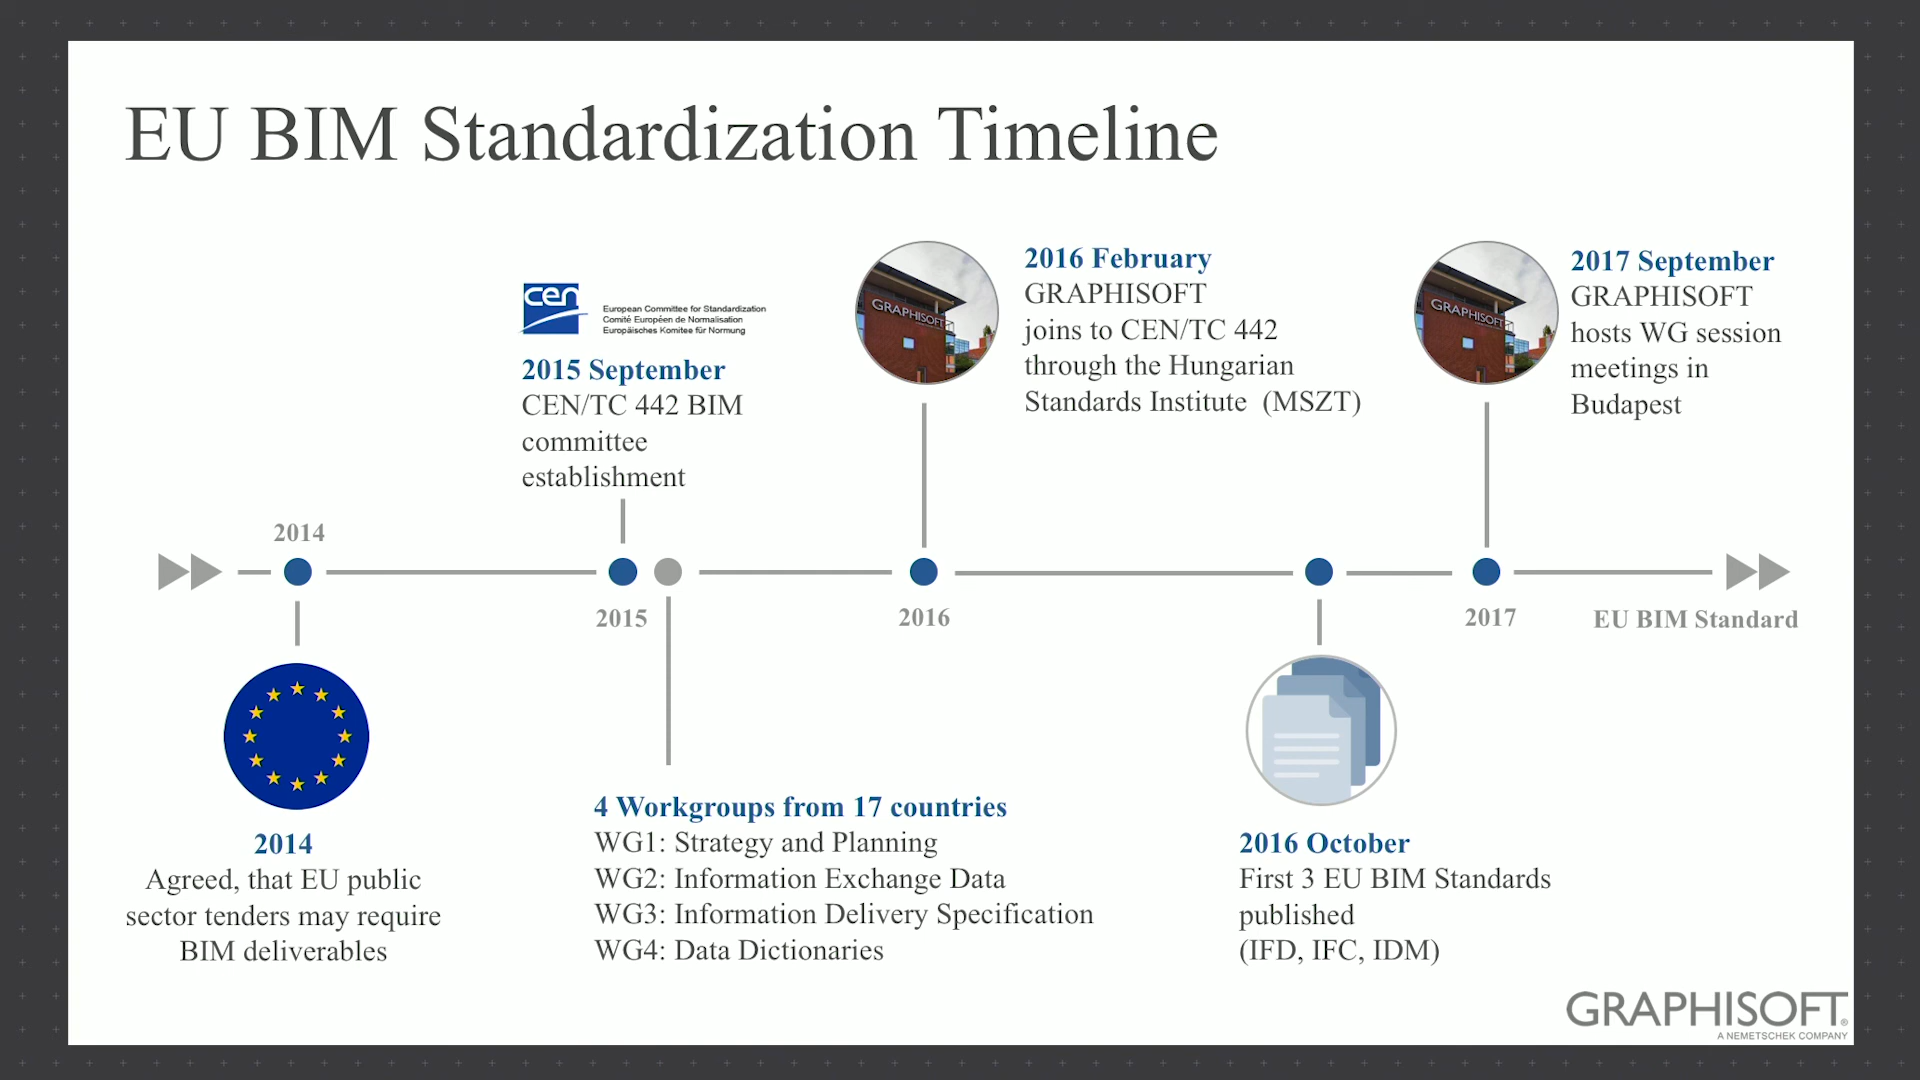 EU BIM Standardization Timeline
cen
European Committee for Standardization
Comité Européen de Normalisation
Europäisches Komitee für Normung
2015 September
CEN/TC 442 BIM
committee
establishment
GRAPHISOFT
2016 February
GRAPHISOFT
joins to CEN/TC 442
through the Hungarian
Standards Institute (MSZT)
GRAPHISOFT
2017 September
GRAPHISOFT
hosts WG session
meetings in
Budapest
2014
2015
2016
2017
EU BIM Standard
2014
Agreed, that EU public
sector tenders may require
BIM deliverables
4 Workgroups from 17 countries
WG1: Strategy and Planning
WG2: Information Exchange Data
WG3: Information Delivery Specification
WG4: Data Dictionaries
2016 October
First 3 EU BIM Standards
published
(IFD, IFC, IDM)
GRAPHISOFT®
A NEMETSCHEK COMPANY